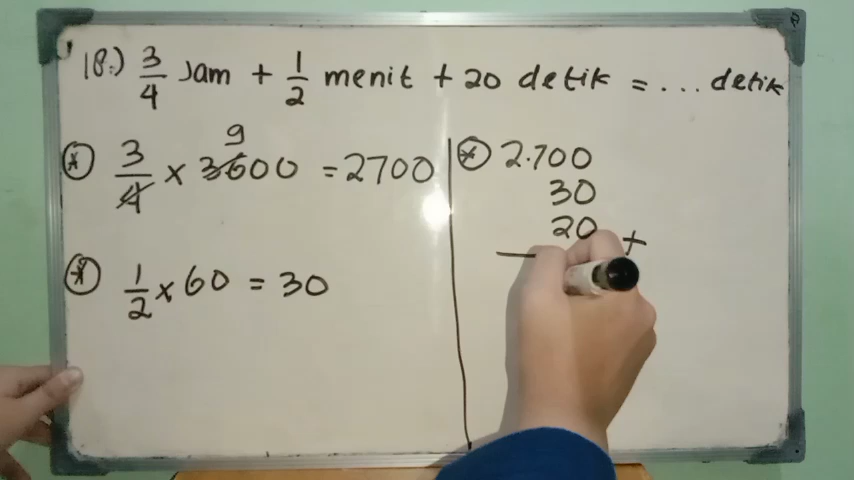 18.) 3/4 Jam + 1/2 menit + 20 detik = ... detik
9
* 3/4 x 3600 = 2700
* 1/2 x 60 = 30
* 2.700
30
20 +